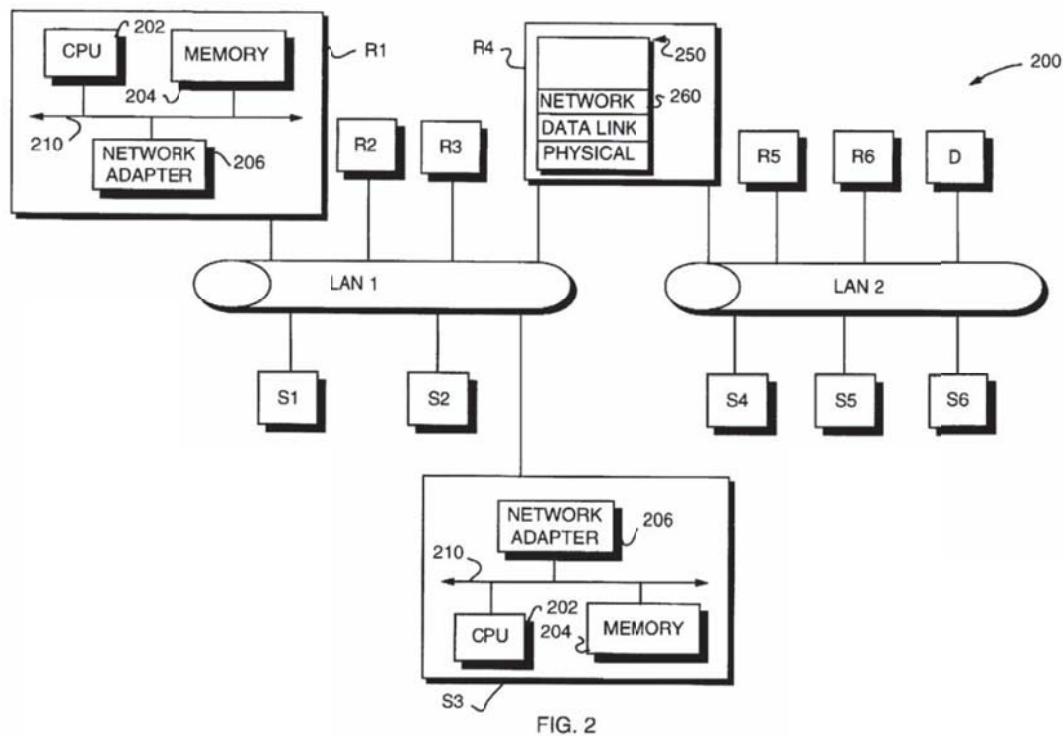 CPU
202
MEMORY
204
210
NETWORK
ADAPTER
206
R1
R2
R3
R4
250
NETWORK
260
DATA LINK
PHYSICAL
200
R5
R6
D
LAN 1
LAN 2
S1
S2
S4
S5
S6
NETWORK
ADAPTER
206
210
202
CPU
204
MEMORY
S3
FIG. 2